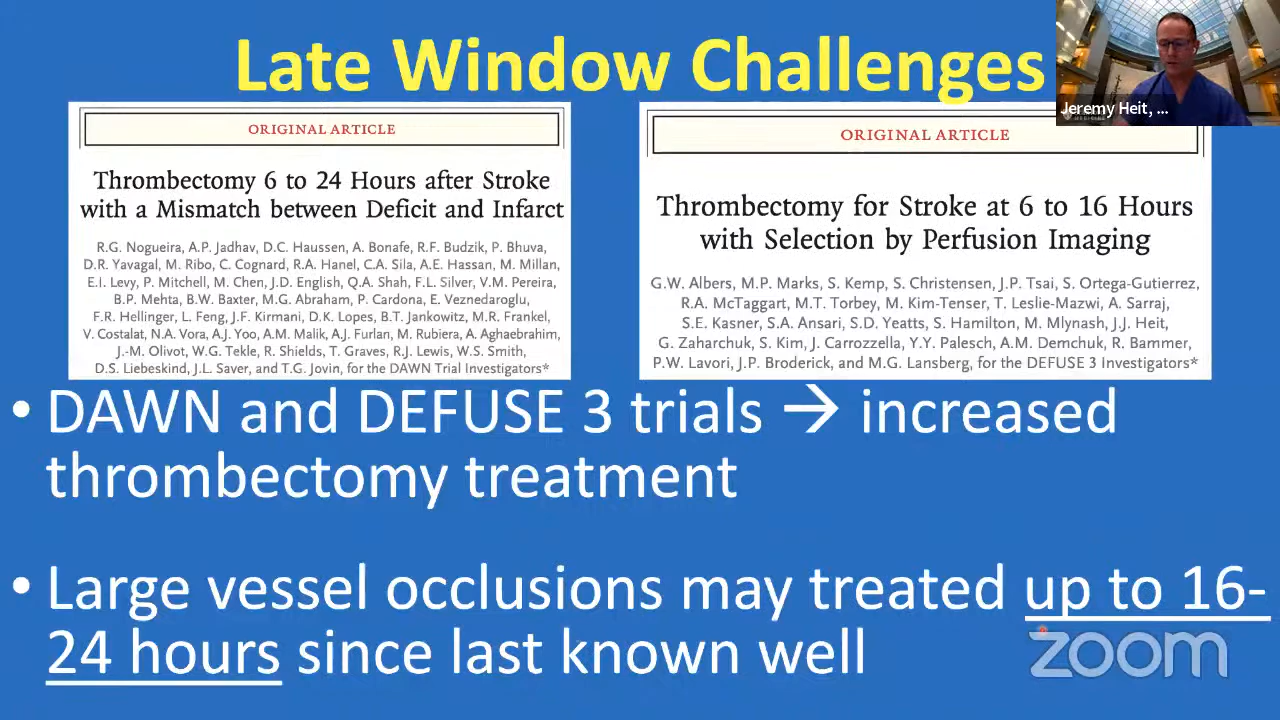 Late Window Challenges
Jeremy Heit, ...
ORIGINAL ARTICLE
Thrombectomy 6 to 24 Hours after Stroke
with a Mismatch between Deficit and Infarct
R.G. Nogueira, A.P. Jadhav, D.C. Haussen, A. Bonafe, R.F. Budzik, P. Bhuva,
D.R. Yavagal, M. Ribo, C. Cognard, R.A. Hanel, C.A. Sila, A.E. Hassan, M. Millan,
E.I. Levy, P. Mitchell, M. Chen, J.D. English, Q.A. Shah, F.L. Silver, V.M. Pereira,
B.P. Mehta, B.W. Baxter, M.G. Abraham, P. Cardona, E. Veznedaroglu,
F.R. Hellinger, L. Feng, J.F. Kirmani, D.K. Lopes, B.T. Jankowitz, M.R. Frankel,
V. Costalat, N.A. Vora, A.J. Yoo, A.M. Malik, A.J. Furlan, M. Rubiera, A. Aghaebrahim,
J.-M. Olivot, W.G. Tekle, R. Shields, T. Graves, R.J. Lewis, W.S. Smith,
D.S. Liebeskind, J.L. Saver, and T.G. Jovin, for the DAWN Trial Investigators*
ORIGINAL ARTICLE
Thrombectomy for Stroke at 6 to 16 Hours
with Selection by Perfusion Imaging
G.W. Albers, M.P. Marks, S. Kemp, S. Christensen, J.P. Tsai, S. Ortega-Gutierrez,
R.A. McTaggart, M.T. Torbey, M. Kim-Tenser, T. Leslie-Mazwi, A. Sarraj,
S.E. Kasner, S.A. Ansari, S.D. Yeatts, S. Hamilton, M. Mlynash, J.J. Heit,
G. Zaharchuk, S. Kim, J. Carrozzella, Y.Y. Palesch, A.M. Demchuk, R. Bammer,
P.W. Lavori, J.P. Broderick, and M.G. Lansberg, for the DEFUSE 3 Investigators*
• DAWN and DEFUSE 3 trials → increased
thrombectomy treatment
• Large vessel occlusions may treated up to 16-
24 hours since last known well
zoom